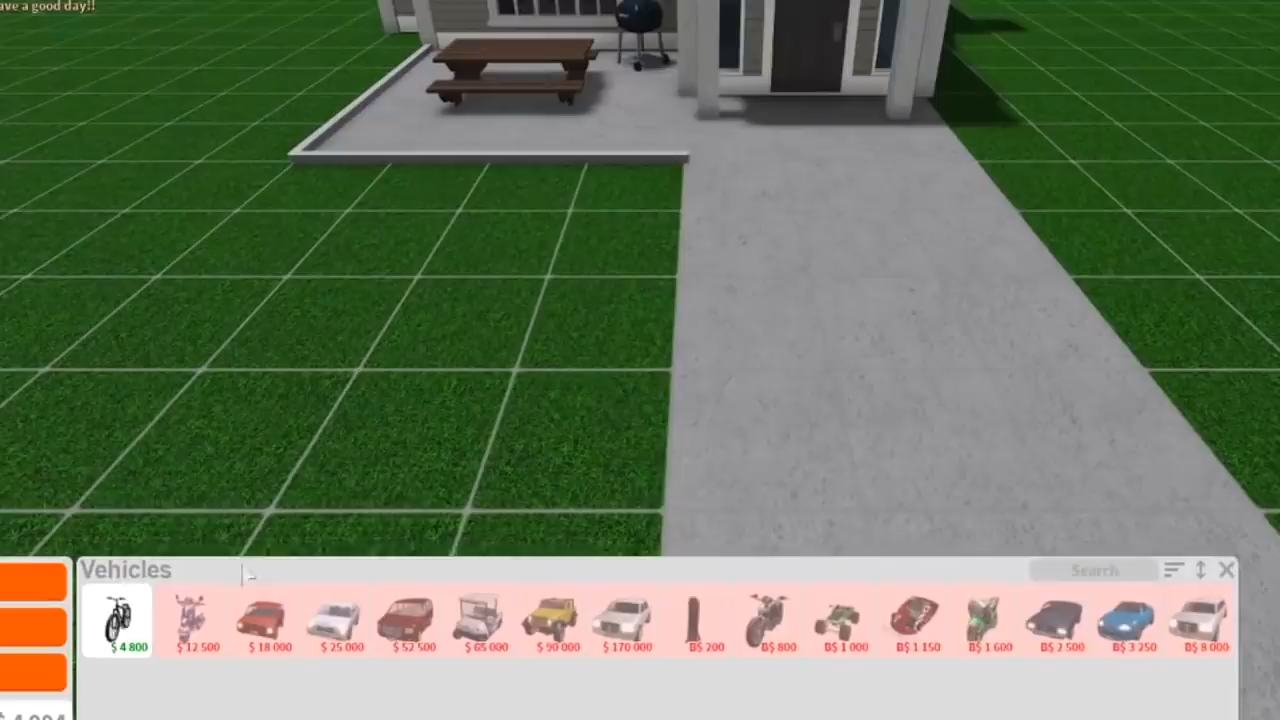 ave a good day!!
Vehicles
Search
$ 4 800
$ 12 500
$ 18 000
$ 25 000
$ 52 500
$ 65 000
$ 90 000
$ 170 000
B$ 200
B$ 800
B$ 1 000
B$ 1 150
B$ 1 600
B$ 2 500
B$ 3 250
B$ 8 000